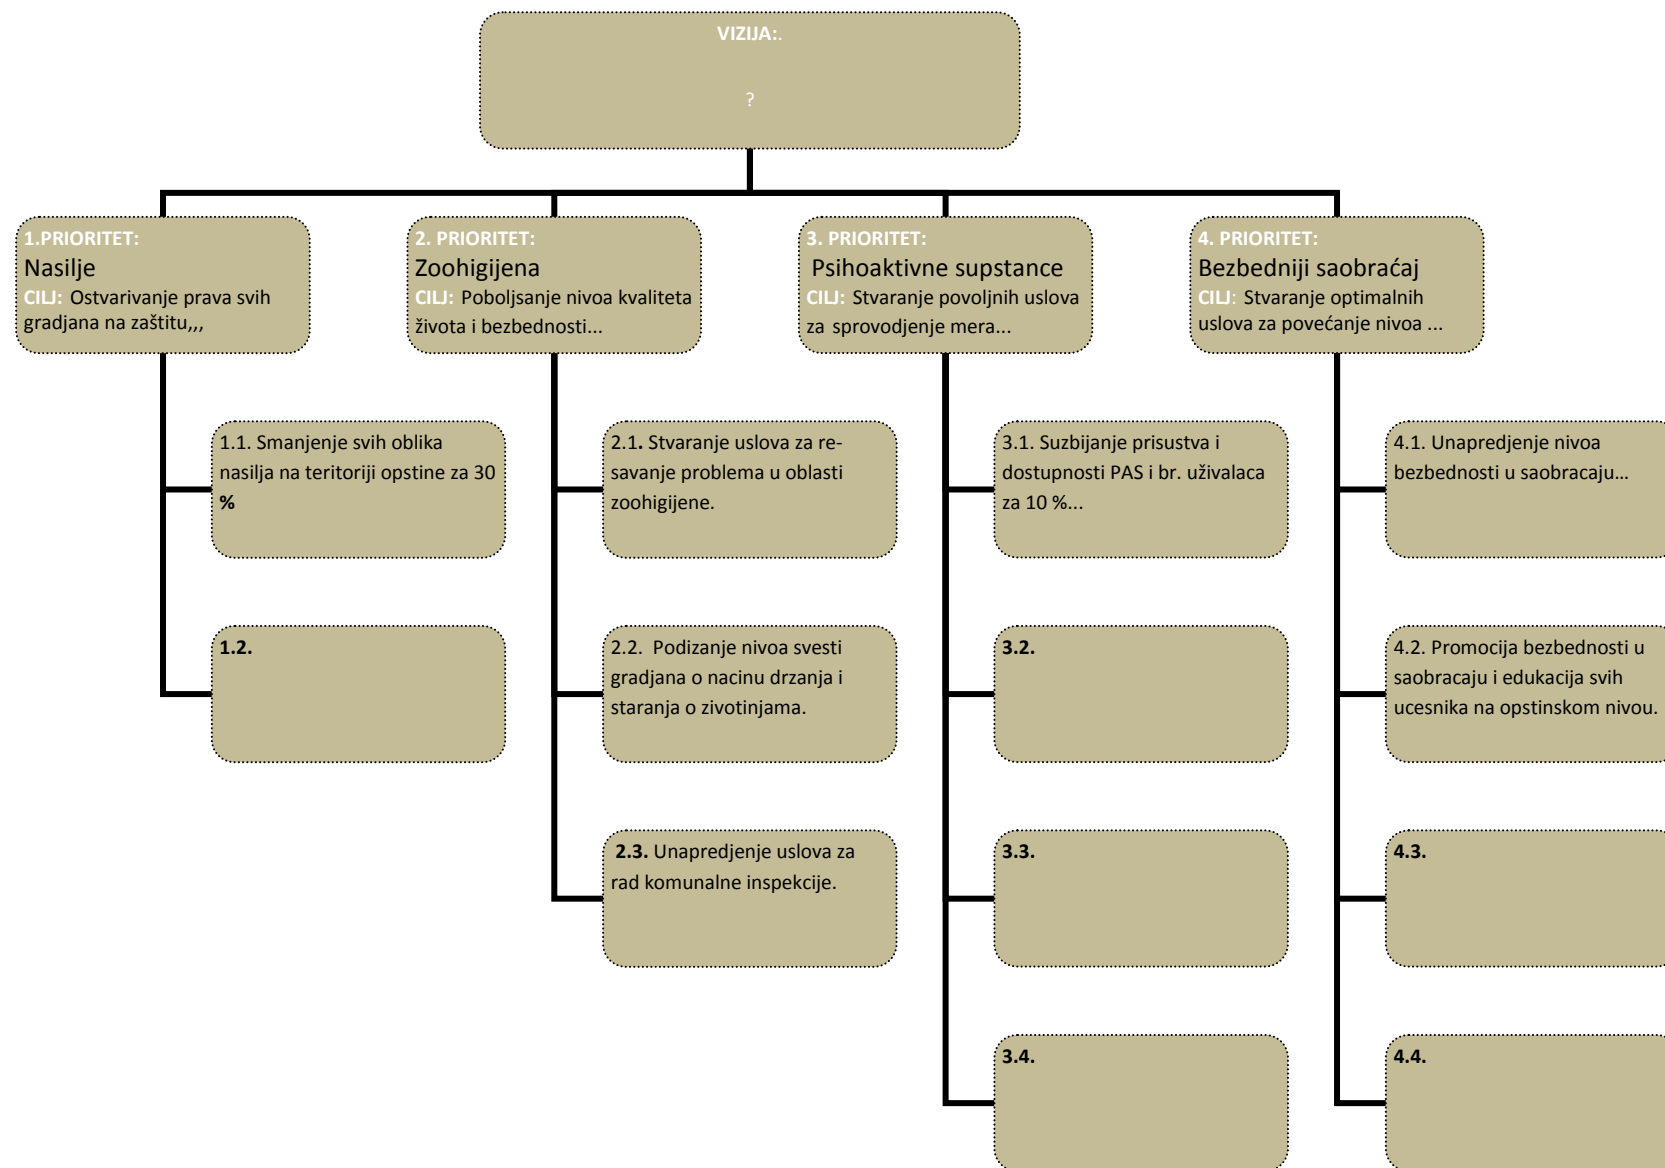 VIZIJA:.
?
1.PRIORITET:
Nasilje
CILJ: Ostvarivanje prava svih
gradjana na zaštitu,,,
2. PRIORITET:
Zoohigijena
CILJ: Poboljsanje nivoa kvaliteta
života i bezbednosti...
3. PRIORITET:
Psihoaktivne supstance
CILJ: Stvaranje povoljnih uslova
za sprovodjenje mera...
4. PRIORITET:
Bezbedniji saobraćaj
CILJ: Stvaranje optimalnih
uslova za povećanje nivoa ...
1.1. Smanjenje svih oblika
nasilja na teritoriji opstine za 30
%
2.1. Stvaranje uslova za re-
savanje problema u oblasti
zoohigijene.
3.1. Suzbijanje prisustva i
dostupnosti PAS i br. uživalaca
za 10 %...
4.1. Unapredjenje nivoa
bezbednosti u saobracaju...
1.2.
2.2. Podizanje nivoa svesti
gradjana o nacinu drzanja i
staranja o zivotinjama.
3.2.
4.2. Promocija bezbednosti u
saobracaju i edukacija svih
ucesnika na opstinskom nivou.
2.3. Unapredjenje uslova za
rad komunalne inspekcije.
3.3.
4.3.
3.4.
4.4.